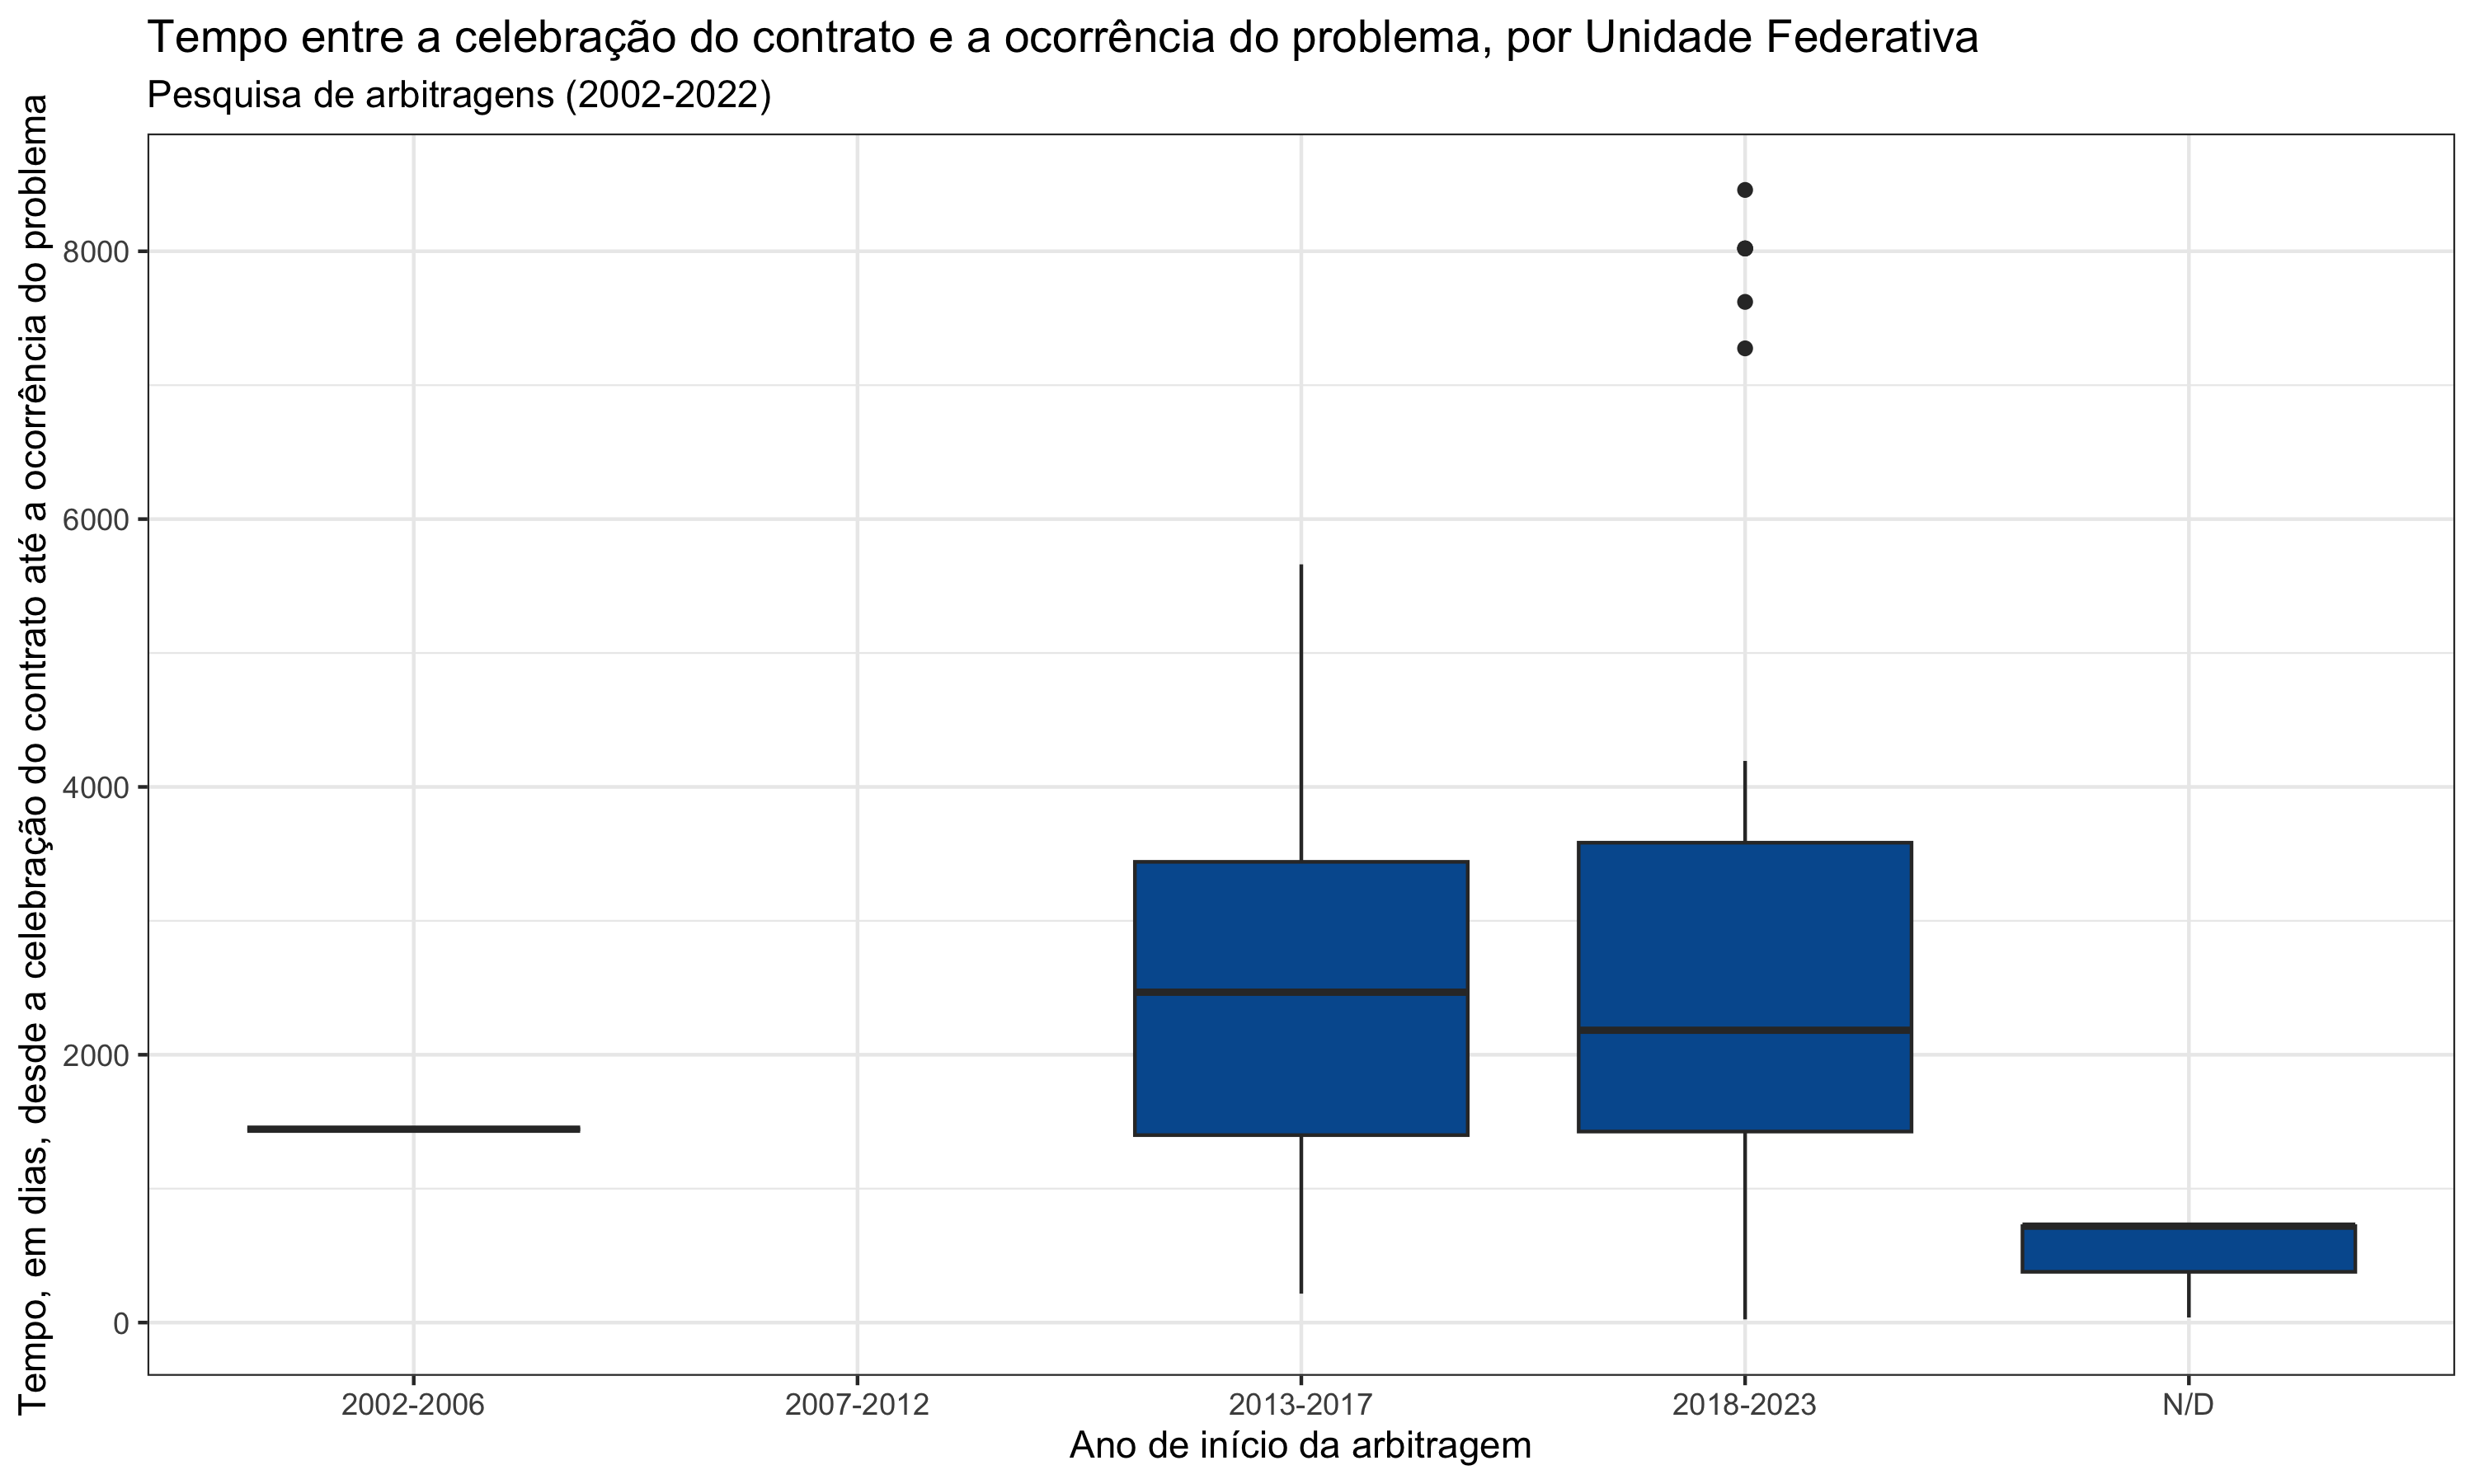 Tempo entre a celebração do contrato e a ocorrência do problema, por Unidade Federativa
Pesquisa de arbitragens (2002-2022)
Tempo, em dias, desde a celebração do contrato até a ocorrência do problema
8000
6000
4000
2000
0
2002-2006
2007-2012
2013-2017
2018-2023
N/D
Ano de início da arbitragem